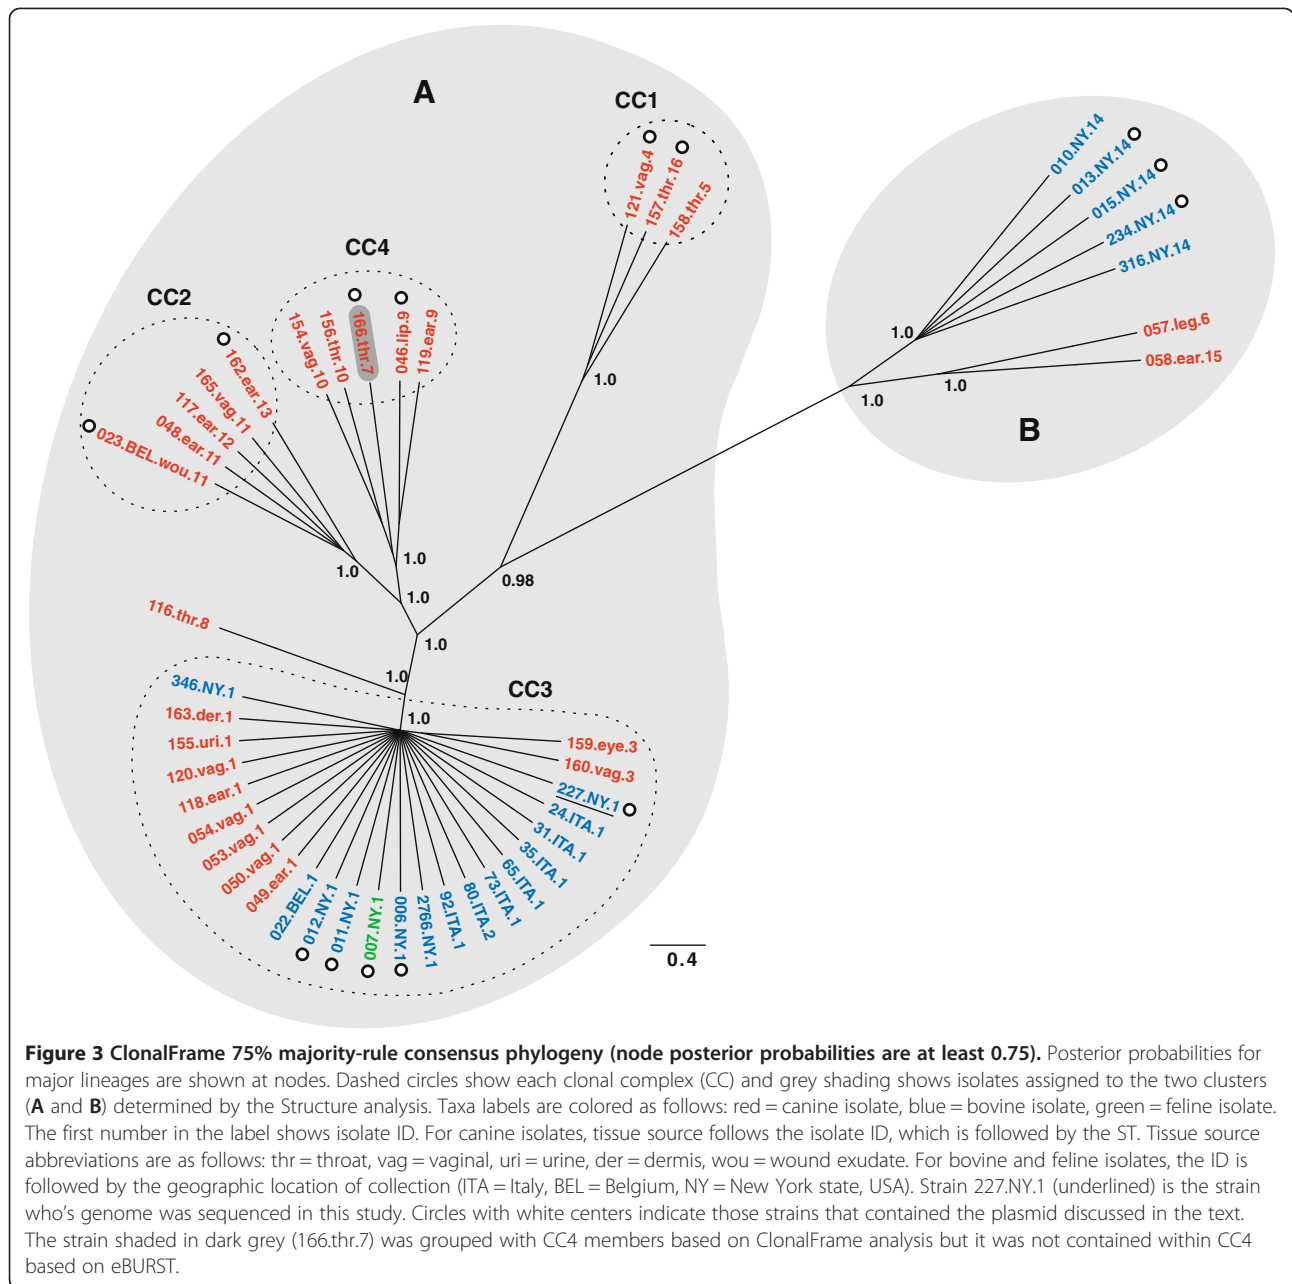 A
CC1
121.vag.4
157.thr.16
158.thr.5
CC4
154.vag.10
156.thr.10
166.thr.7
046.lip.9
119.ear.9
CC2
162.ear.13
165.vag.11
117.ear.12
048.ear.11
023.BEL.wou.11
010.NY.14
013.NY.14
015.NY.14
234.NY.14
316.NY.14
057.leg.6
058.ear.15
1.0
1.0
1.0
B
1.0
0.98
1.0
1.0
1.0
1.0
116.thr.8
1.0
1.0
CC3
346.NY.1
163.der.1
155.uri.1
120.vag.1
118.ear.1
054.vag.1
053.vag.1
050.vag.1
049.ear.1
022.BEL.1
012.NY.1
011.NY.1
007.NY.1
006.NY.1
2766.NY.1
92.ITA.1
80.ITA.2
73.ITA.1
65.ITA.1
35.ITA.1
31.ITA.1
24.ITA.1
227.NY.1
160.vag.3
159.eye.3
0.4
Figure 3 ClonalFrame 75% majority-rule consensus phylogeny (node posterior probabilities are at least 0.75). Posterior probabilities for
major lineages are shown at nodes. Dashed circles show each clonal complex (CC) and grey shading shows isolates assigned to the two clusters
(A and B) determined by the Structure analysis. Taxa labels are colored as follows: red = canine isolate, blue = bovine isolate, green = feline isolate.
The first number in the label shows isolate ID. For canine isolates, tissue source follows the isolate ID, which is followed by the ST. Tissue source
abbreviations are as follows: thr = throat, vag = vaginal, uri = urine, der = dermis, wou = wound exudate. For bovine and feline isolates, the ID is
followed by the geographic location of collection (ITA = Italy, BEL = Belgium, NY = New York state, USA). Strain 227.NY.1 (underlined) is the strain
who's genome was sequenced in this study. Circles with white centers indicate those strains that contained the plasmid discussed in the text.
The strain shaded in dark grey (166.thr.7) was grouped with CC4 members based on ClonalFrame analysis but it was not contained within CC4
based on eBURST.